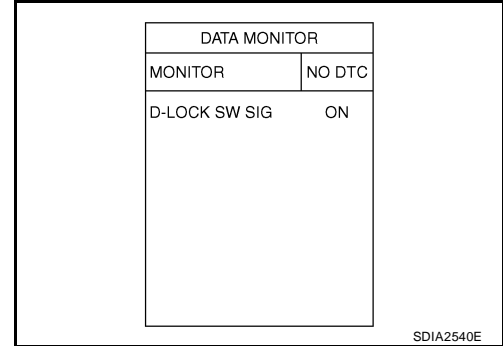 DATA MONITOR
MONITOR NO DTC
D-LOCK SW SIG ON
SDIA2540E